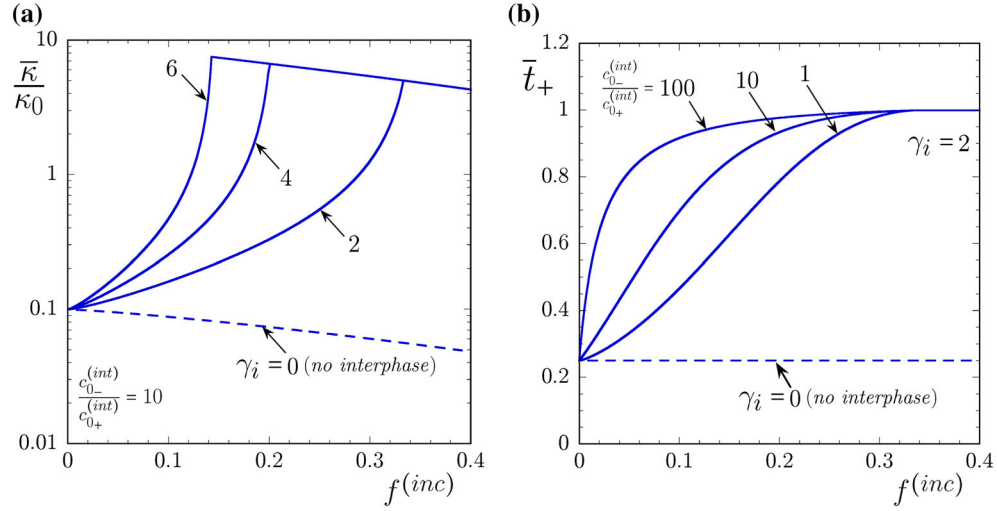 (a)
κ̄/κ₀
10
1
0.1
0.01
6
4
2
γᵢ = 0 (no interphase)
c₀₋⁽ⁱⁿᵗ⁾/c₀₊⁽ⁱⁿᵗ⁾ = 10
0 0.1 0.2 0.3 0.4
f⁽ⁱⁿᶜ⁾
(b)
t̄₊
1.2
1
0.8
0.6
0.4
0.2
0
c₀₋⁽ⁱⁿᵗ⁾/c₀₊⁽ⁱⁿᵗ⁾ = 100
10
1
γᵢ = 2
γᵢ = 0 (no interphase)
0 0.1 0.2 0.3 0.4
f⁽ⁱⁿᶜ⁾